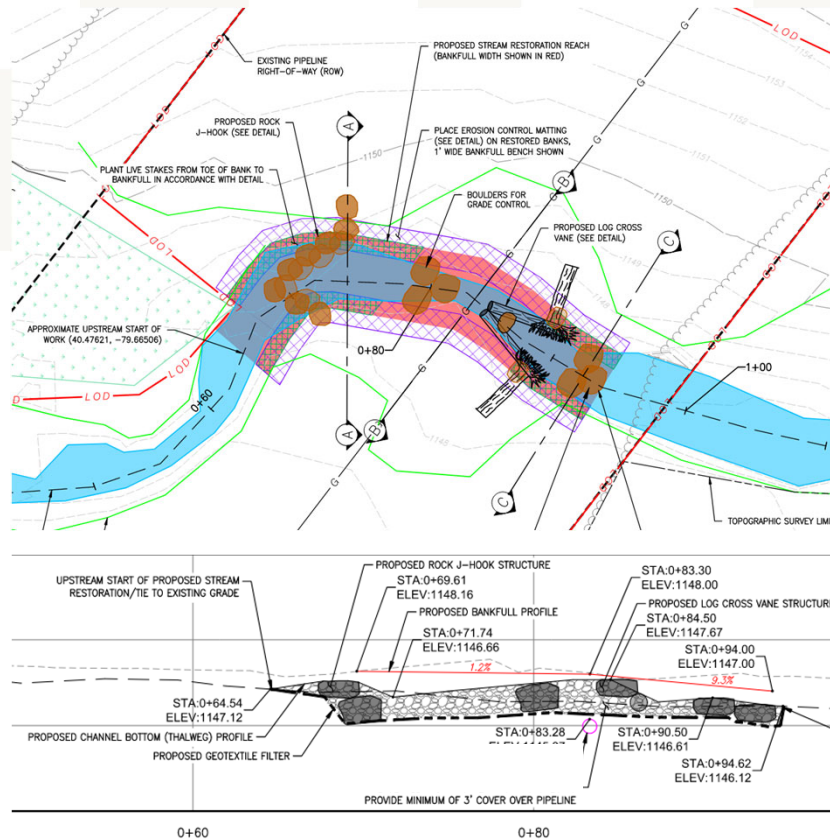 EXISTING PIPELINE
RIGHT-OF-WAY (ROW)
PROPOSED STREAM RESTORATION REACH
(BANKFULL WIDTH SHOWN IN RED)
LOD
1154
1153
1151
1150
PROPOSED ROCK
J-HOOK (SEE DETAIL)
A
PLACE EROSION CONTROL MATTING
(SEE DETAIL) ON RESTORED BANKS,
1' WIDE BANKFULL BENCH SHOWN
1150
PLANT LIVE STAKES FROM TOE OF BANK TO
BANKFULL IN ACCORDANCE WITH DETAIL
BOULDERS FOR
GRADE CONTROL
B
PROPOSED LOG CROSS
VANE (SEE DETAIL)
C
G
LOD
APPROXIMATE UPSTREAM START OF
WORK (40.47621, -79.66506)
0+80
1+00
LOD
0+60
A
B
1145
C
TOPOGRAPHIC SURVEY LIMI
UPSTREAM START OF PROPOSED STREAM
RESTORATION/TIE TO EXISTING GRADE
PROPOSED ROCK J-HOOK STRUCTURE
STA:0+69.61
ELEV:1148.16
PROPOSED BANKFULL PROFILE
STA:0+71.74
ELEV:1146.66
STA:0+83.30
ELEV:1148.00
PROPOSED LOG CROSS VANE STRUCTURE
STA:0+84.50
ELEV:1147.67
STA:0+94.00
ELEV:1147.00
1.2%
9.3%
STA:0+64.54
ELEV:1147.12
PROPOSED CHANNEL BOTTOM (THALWEG) PROFILE
PROPOSED GEOTEXTILE FILTER
STA:0+83.28
STA:0+90.50
ELEV:1146.61
STA:0+94.62
ELEV:1146.12
PROVIDE MINIMUM OF 3' COVER OVER PIPELINE
0+60
0+80